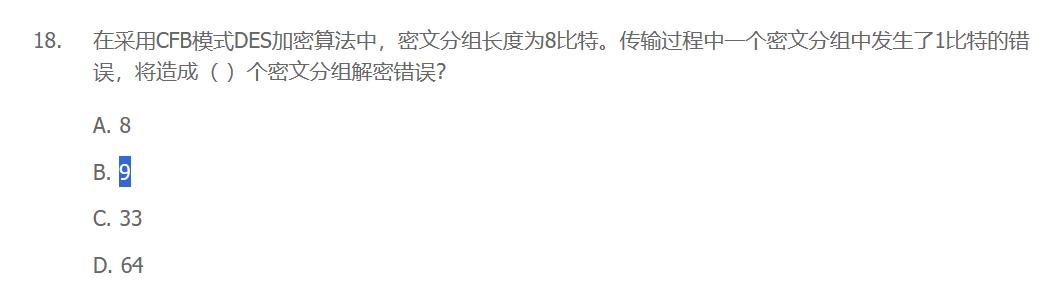 18. 在采用CFB模式DES加密算法中，密文分组长度为8比特。传输过程中一个密文分组中发生了1比特的错
误，将造成（ ）个密文分组解密错误?
A. 8
B. 9
C. 33
D. 64